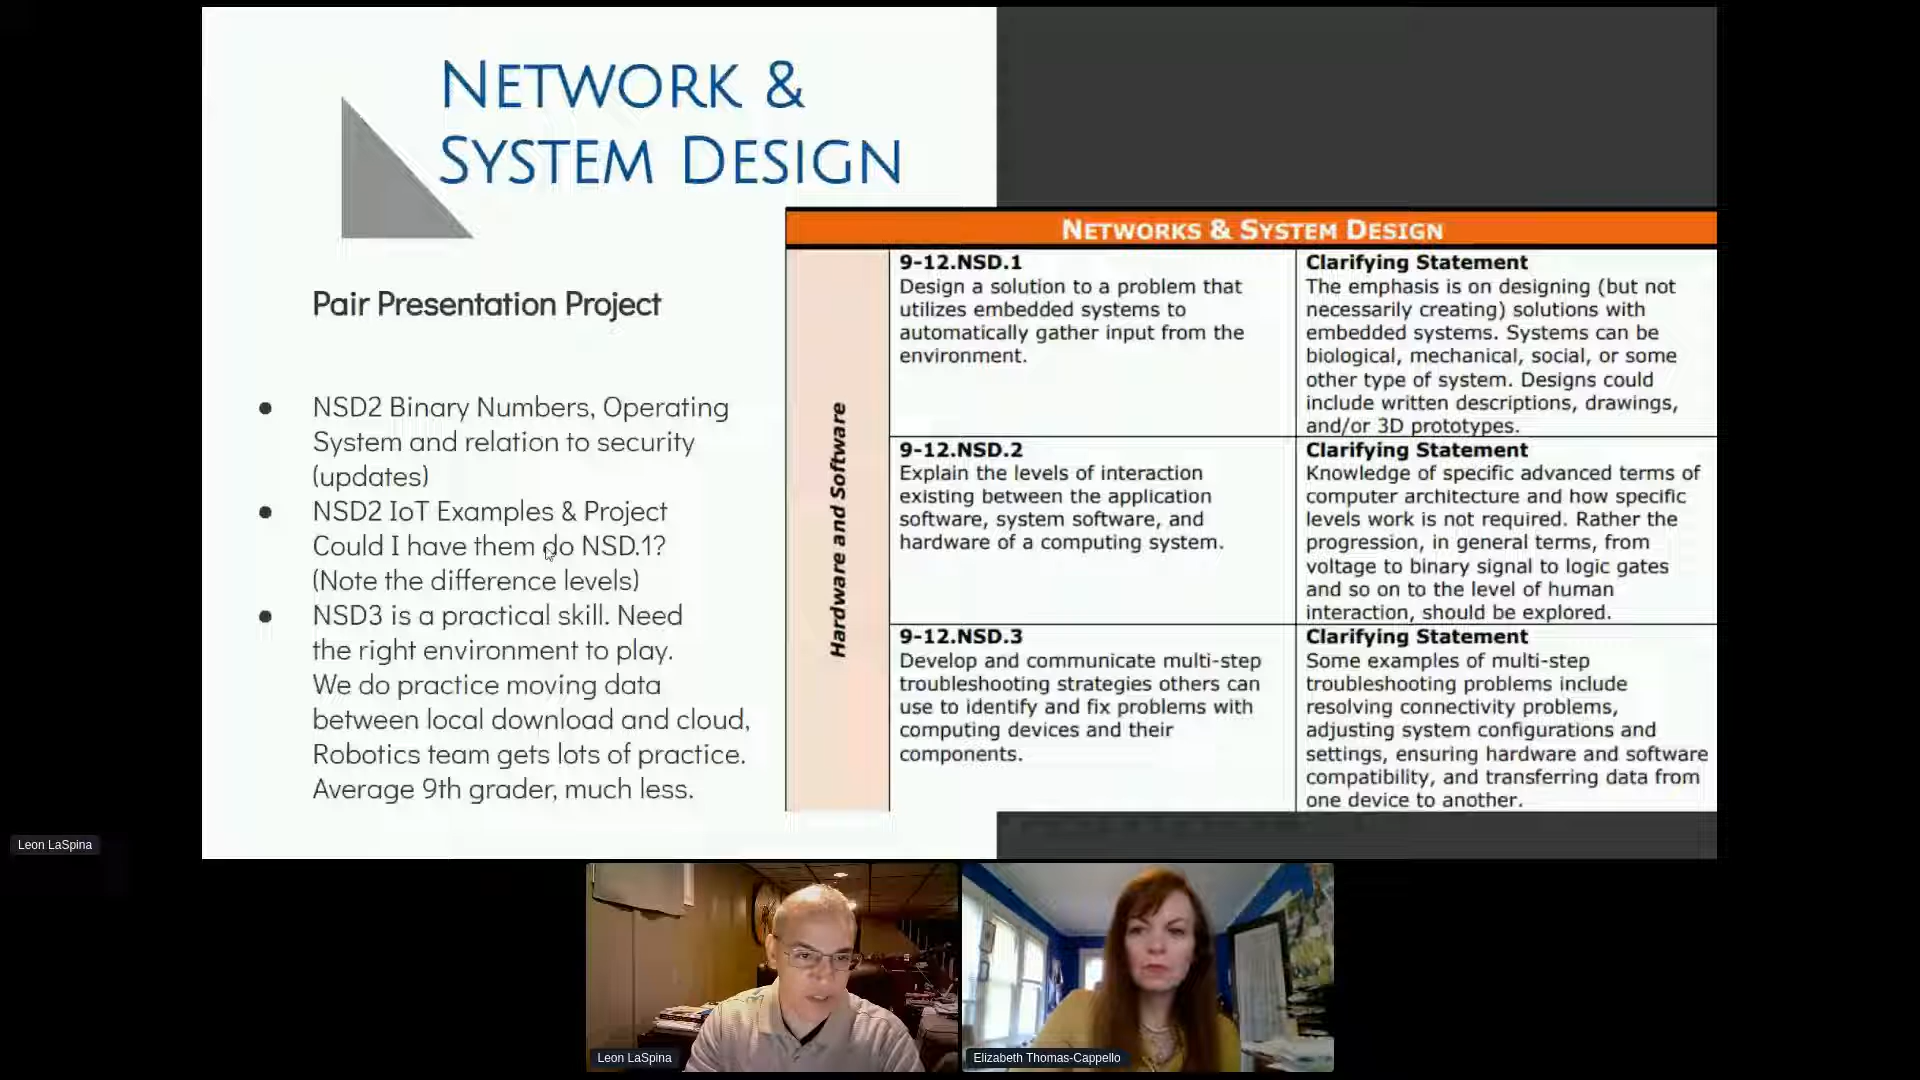 NETWORK &
SYSTEM DESIGN
Pair Presentation Project
● NSD2 Binary Numbers, Operating
System and relation to security
(updates)
● NSD2 IoT Examples & Project
Could I have them do NSD.1?
(Note the difference levels)
● NSD3 is a practical skill. Need
the right environment to play.
We do practice moving data
between local download and cloud,
Robotics team gets lots of practice.
Average 9th grader, much less.
NETWORKS & SYSTEM DESIGN
Hardware and Software
9-12.NSD.1
Design a solution to a problem that
utilizes embedded systems to
automatically gather input from the
environment.
Clarifying Statement
The emphasis is on designing (but not
necessarily creating) solutions with
embedded systems. Systems can be
biological, mechanical, social, or some
other type of system. Designs could
include written descriptions, drawings,
and/or 3D prototypes.
9-12.NSD.2
Explain the levels of interaction
existing between the application
software, system software, and
hardware of a computing system.
Clarifying Statement
Knowledge of specific advanced terms of
computer architecture and how specific
levels work is not required. Rather the
progression, in general terms, from
voltage to binary signal to logic gates
and so on to the level of human
interaction, should be explored.
9-12.NSD.3
Develop and communicate multi-step
troubleshooting strategies others can
use to identify and fix problems with
computing devices and their
components.
Clarifying Statement
Some examples of multi-step
troubleshooting problems include
resolving connectivity problems,
adjusting system configurations and
settings, ensuring hardware and software
compatibility, and transferring data from
one device to another.
Leon LaSpina
Leon LaSpina
Elizabeth Thomas-Cappello